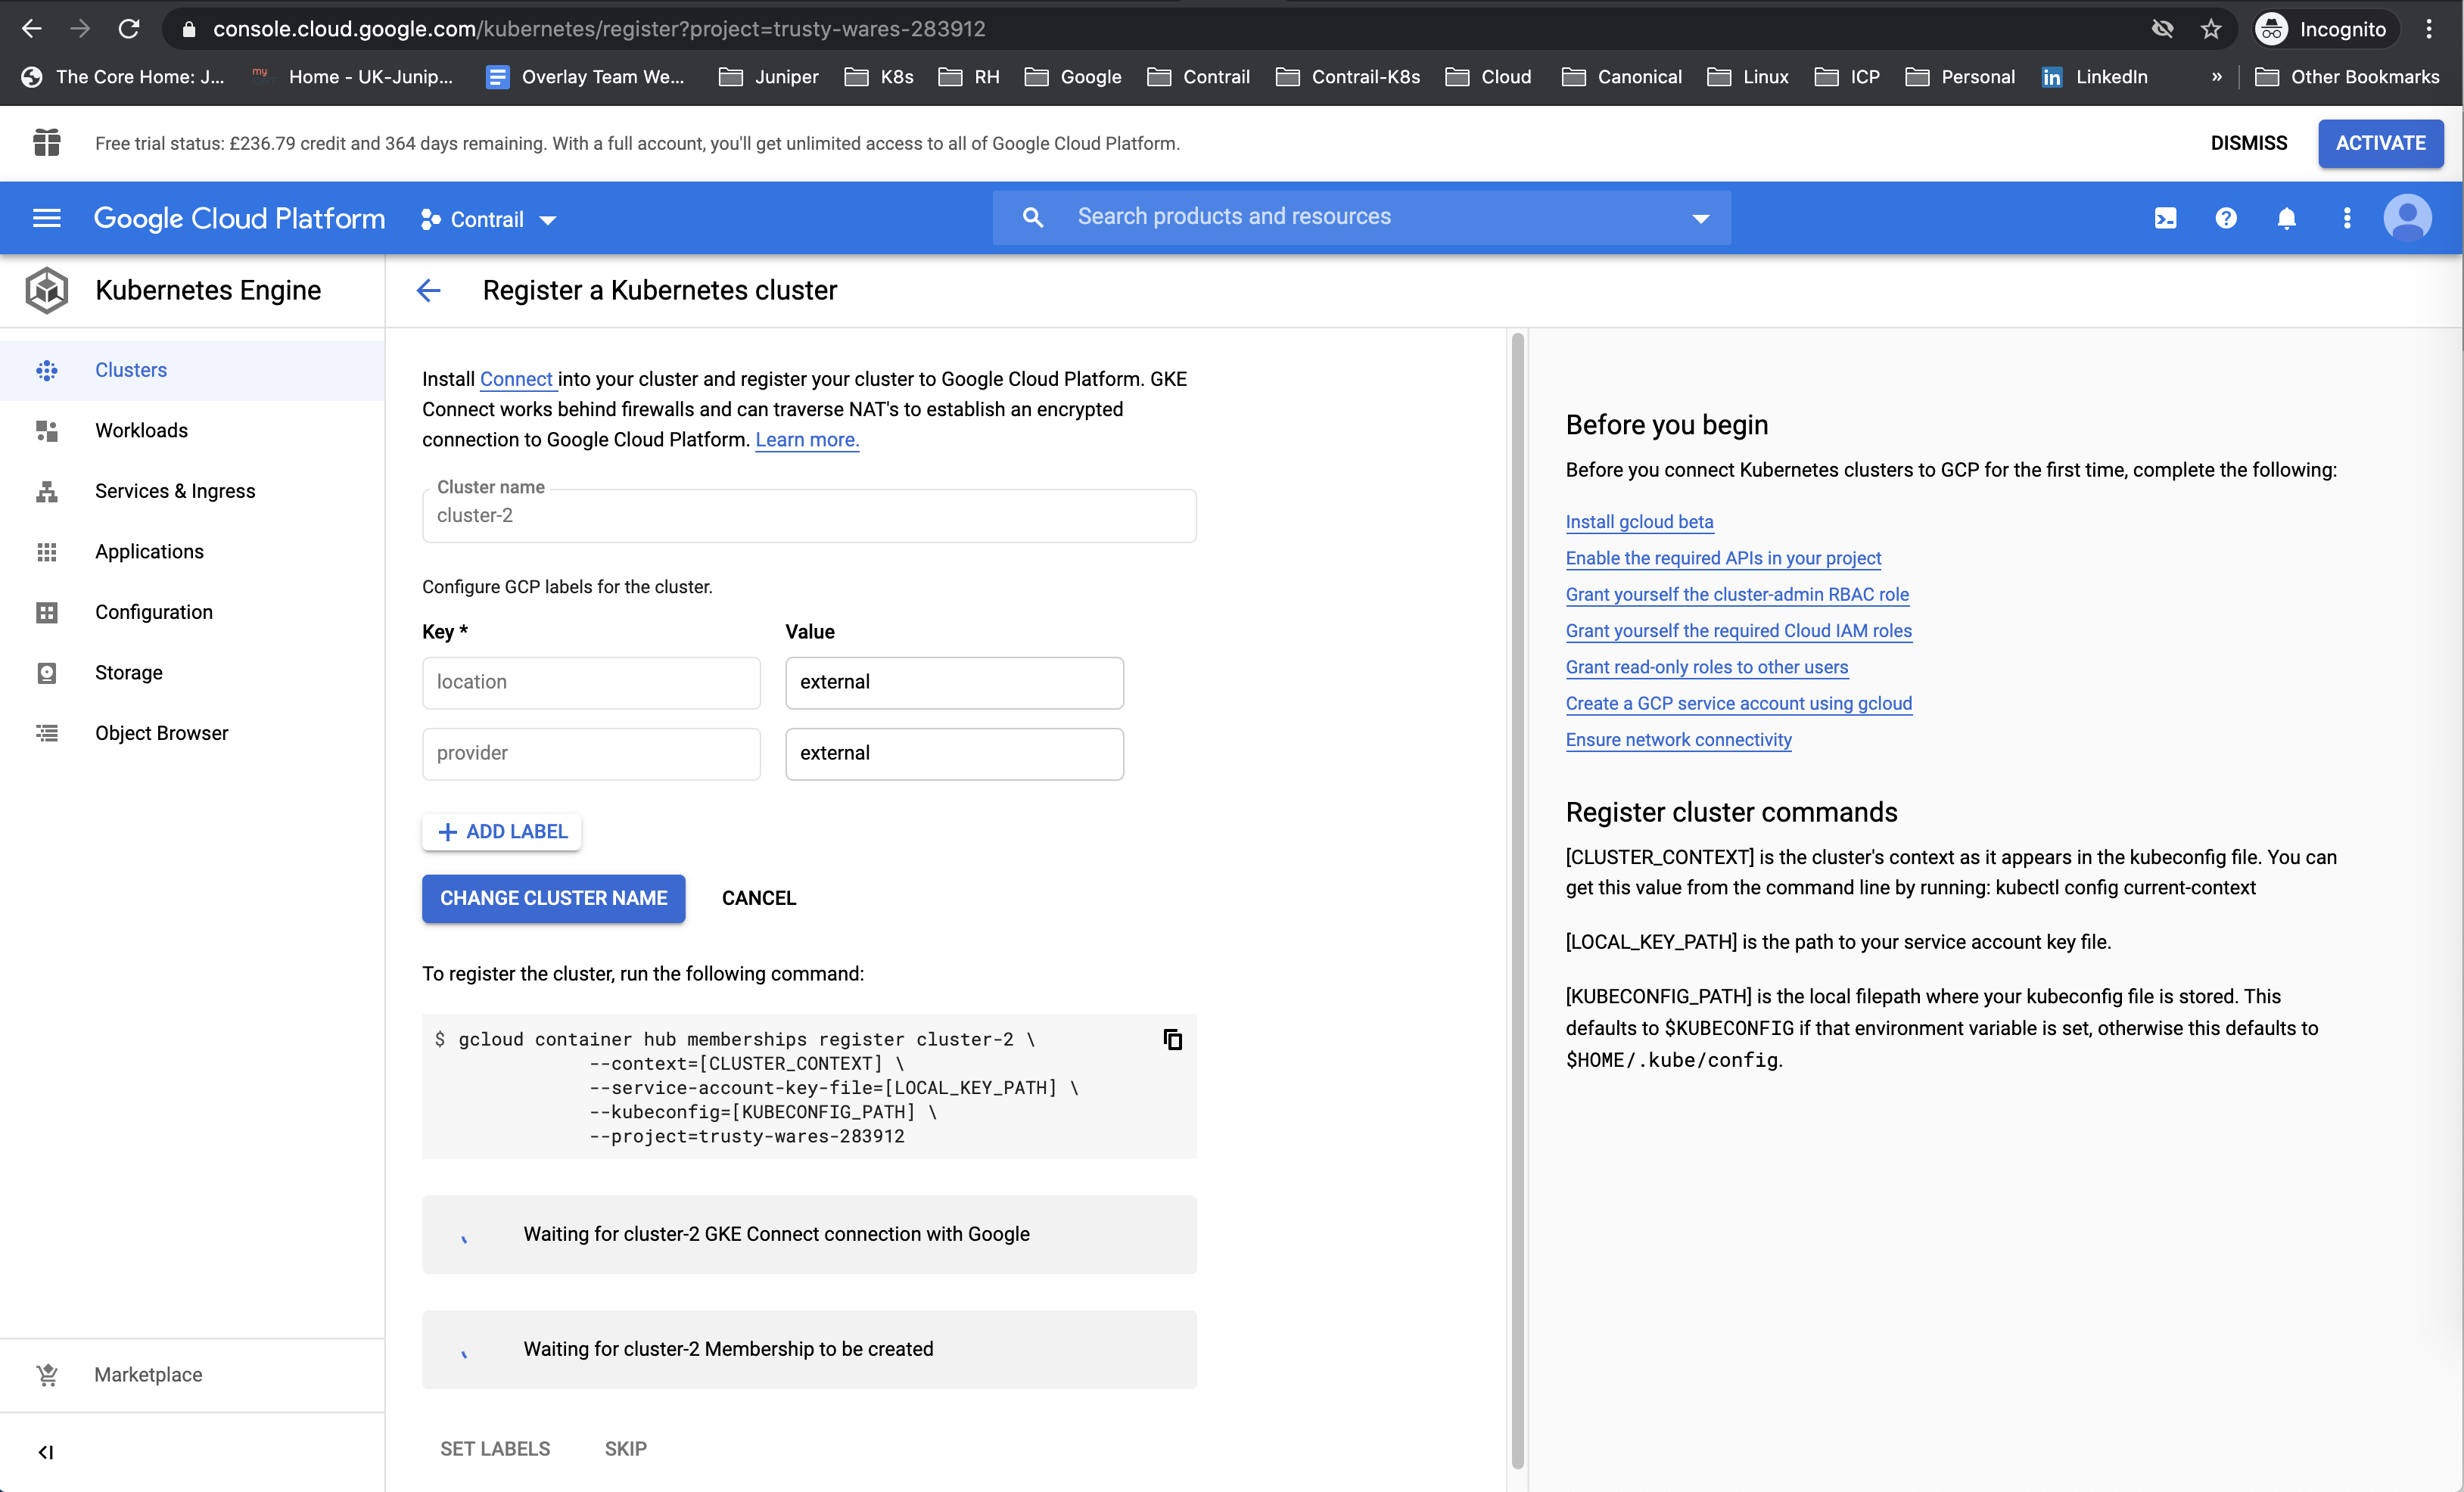 console.cloud.google.com/kubernetes/register?project=trusty-wares-283912
Incognito
The Core Home: J...
my
Home - UK-Junip...
Overlay Team We...
Juniper
K8s
RH
Google
Contrail
Contrail-K8s
Cloud
Canonical
Linux
ICP
Personal
in
LinkedIn
»
Other Bookmarks
Free trial status: £236.79 credit and 364 days remaining. With a full account, you'll get unlimited access to all of Google Cloud Platform.
DISMISS
ACTIVATE
Google Cloud Platform
Contrail
Search products and resources
Kubernetes Engine
Register a Kubernetes cluster
Clusters
Workloads
Services & Ingress
Applications
Configuration
Storage
Object Browser
Marketplace
Install Connect into your cluster and register your cluster to Google Cloud Platform. GKE
Connect works behind firewalls and can traverse NAT's to establish an encrypted
connection to Google Cloud Platform. Learn more.
Cluster name
cluster-2
Configure GCP labels for the cluster.
Key * Value
location external
provider external
+ ADD LABEL
CHANGE CLUSTER NAME
CANCEL
To register the cluster, run the following command:
$ gcloud container hub memberships register cluster-2 \
--context=[CLUSTER_CONTEXT] \
--service-account-key-file=[LOCAL_KEY_PATH] \
--kubeconfig=[KUBECONFIG_PATH] \
--project=trusty-wares-283912
Waiting for cluster-2 GKE Connect connection with Google
Waiting for cluster-2 Membership to be created
SET LABELS
SKIP
Before you begin
Before you connect Kubernetes clusters to GCP for the first time, complete the following:
Install gcloud beta
Enable the required APIs in your project
Grant yourself the cluster-admin RBAC role
Grant yourself the required Cloud IAM roles
Grant read-only roles to other users
Create a GCP service account using gcloud
Ensure network connectivity
Register cluster commands
[CLUSTER_CONTEXT] is the cluster's context as it appears in the kubeconfig file. You can
get this value from the command line by running: kubectl config current-context
[LOCAL_KEY_PATH] is the path to your service account key file.
[KUBECONFIG_PATH] is the local filepath where your kubeconfig file is stored. This
defaults to $KUBECONFIG if that environment variable is set, otherwise this defaults to
$HOME/.kube/config.